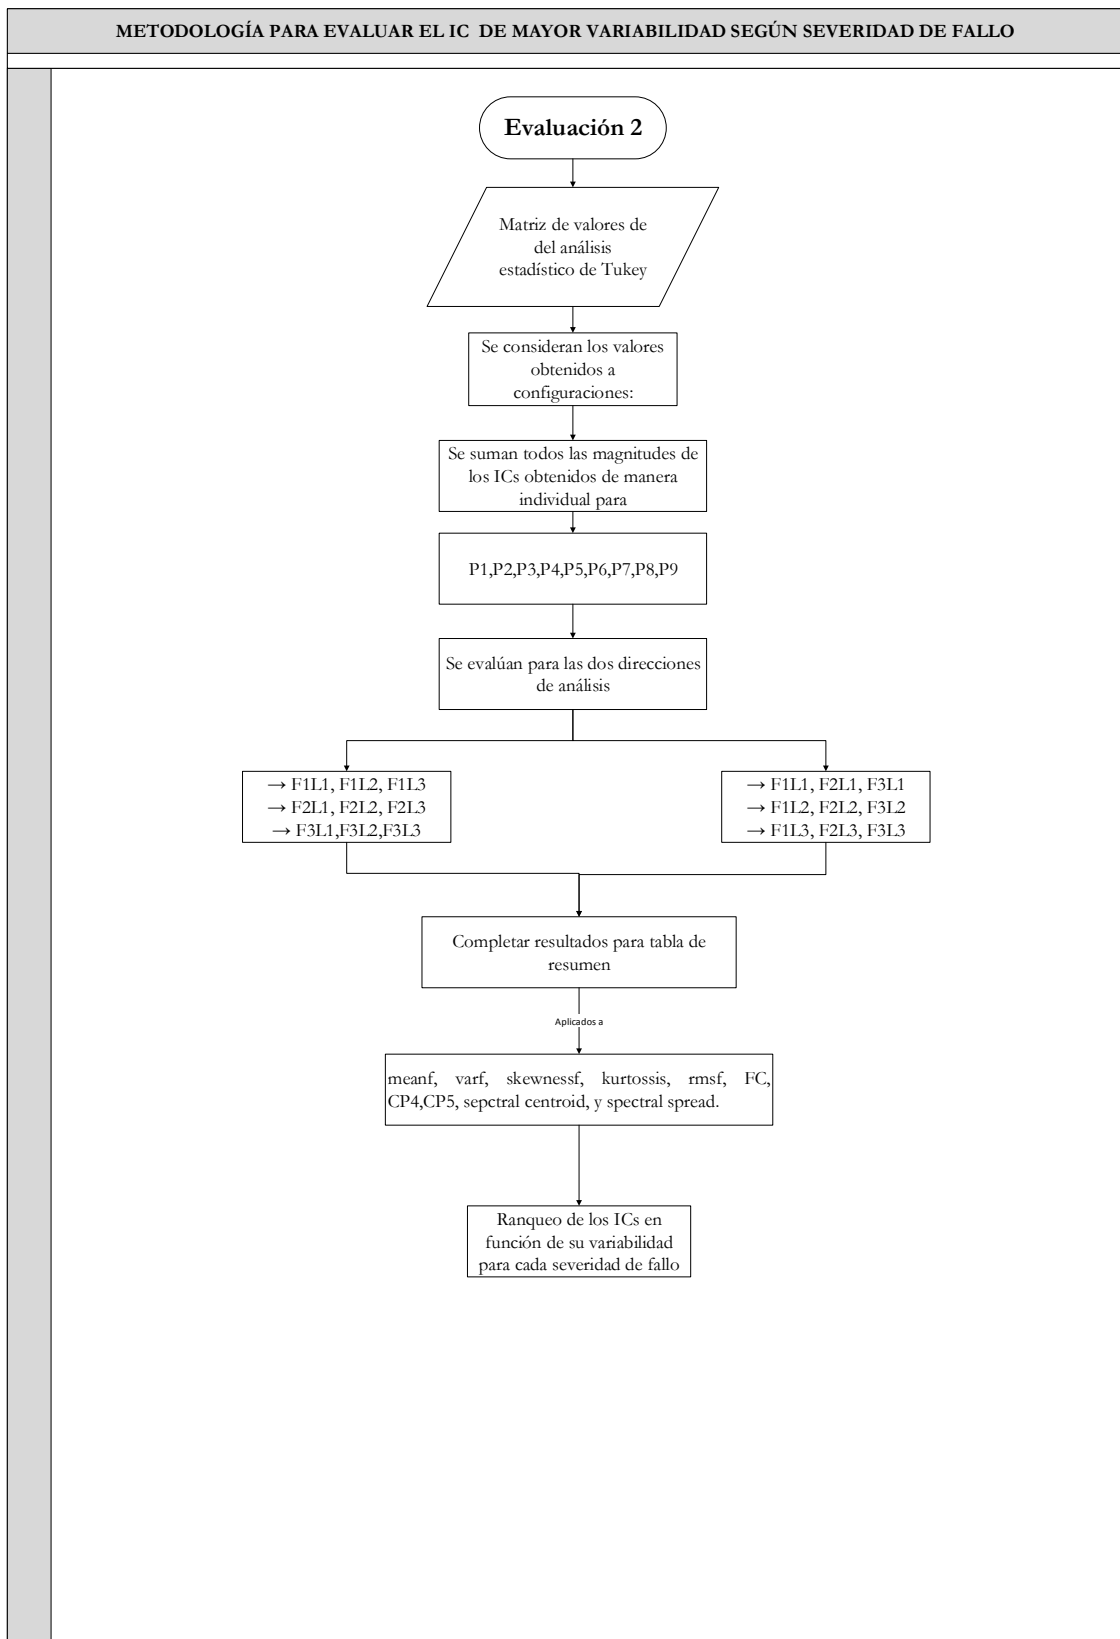 METODOLOGÍA PARA EVALUAR EL IC DE MAYOR VARIABILIDAD SEGÚN SEVERIDAD DE FALLO
Evaluación 2
Matriz de valores de
del análisis
estadístico de Tukey
Se consideran los valores
obtenidos a
configuraciones:
Se suman todos las magnitudes de
los ICs obtenidos de manera
individual para
P1,P2,P3,P4,P5,P6,P7,P8,P9
Se evalúan para las dos direcciones
de análisis
→ F1L1, F1L2, F1L3
→ F2L1, F2L2, F2L3
→ F3L1,F3L2,F3L3
→ F1L1, F2L1, F3L1
→ F1L2, F2L2, F3L2
→ F1L3, F2L3, F3L3
Completar resultados para tabla de
resumen
Aplicados a
meanf, varf, skewnessf, kurtossis, rmsf, FC,
CP4,CP5, sepctral centroid, y spectral spread.
Ranqueo de los ICs en
función de su variabilidad
para cada severidad de fallo